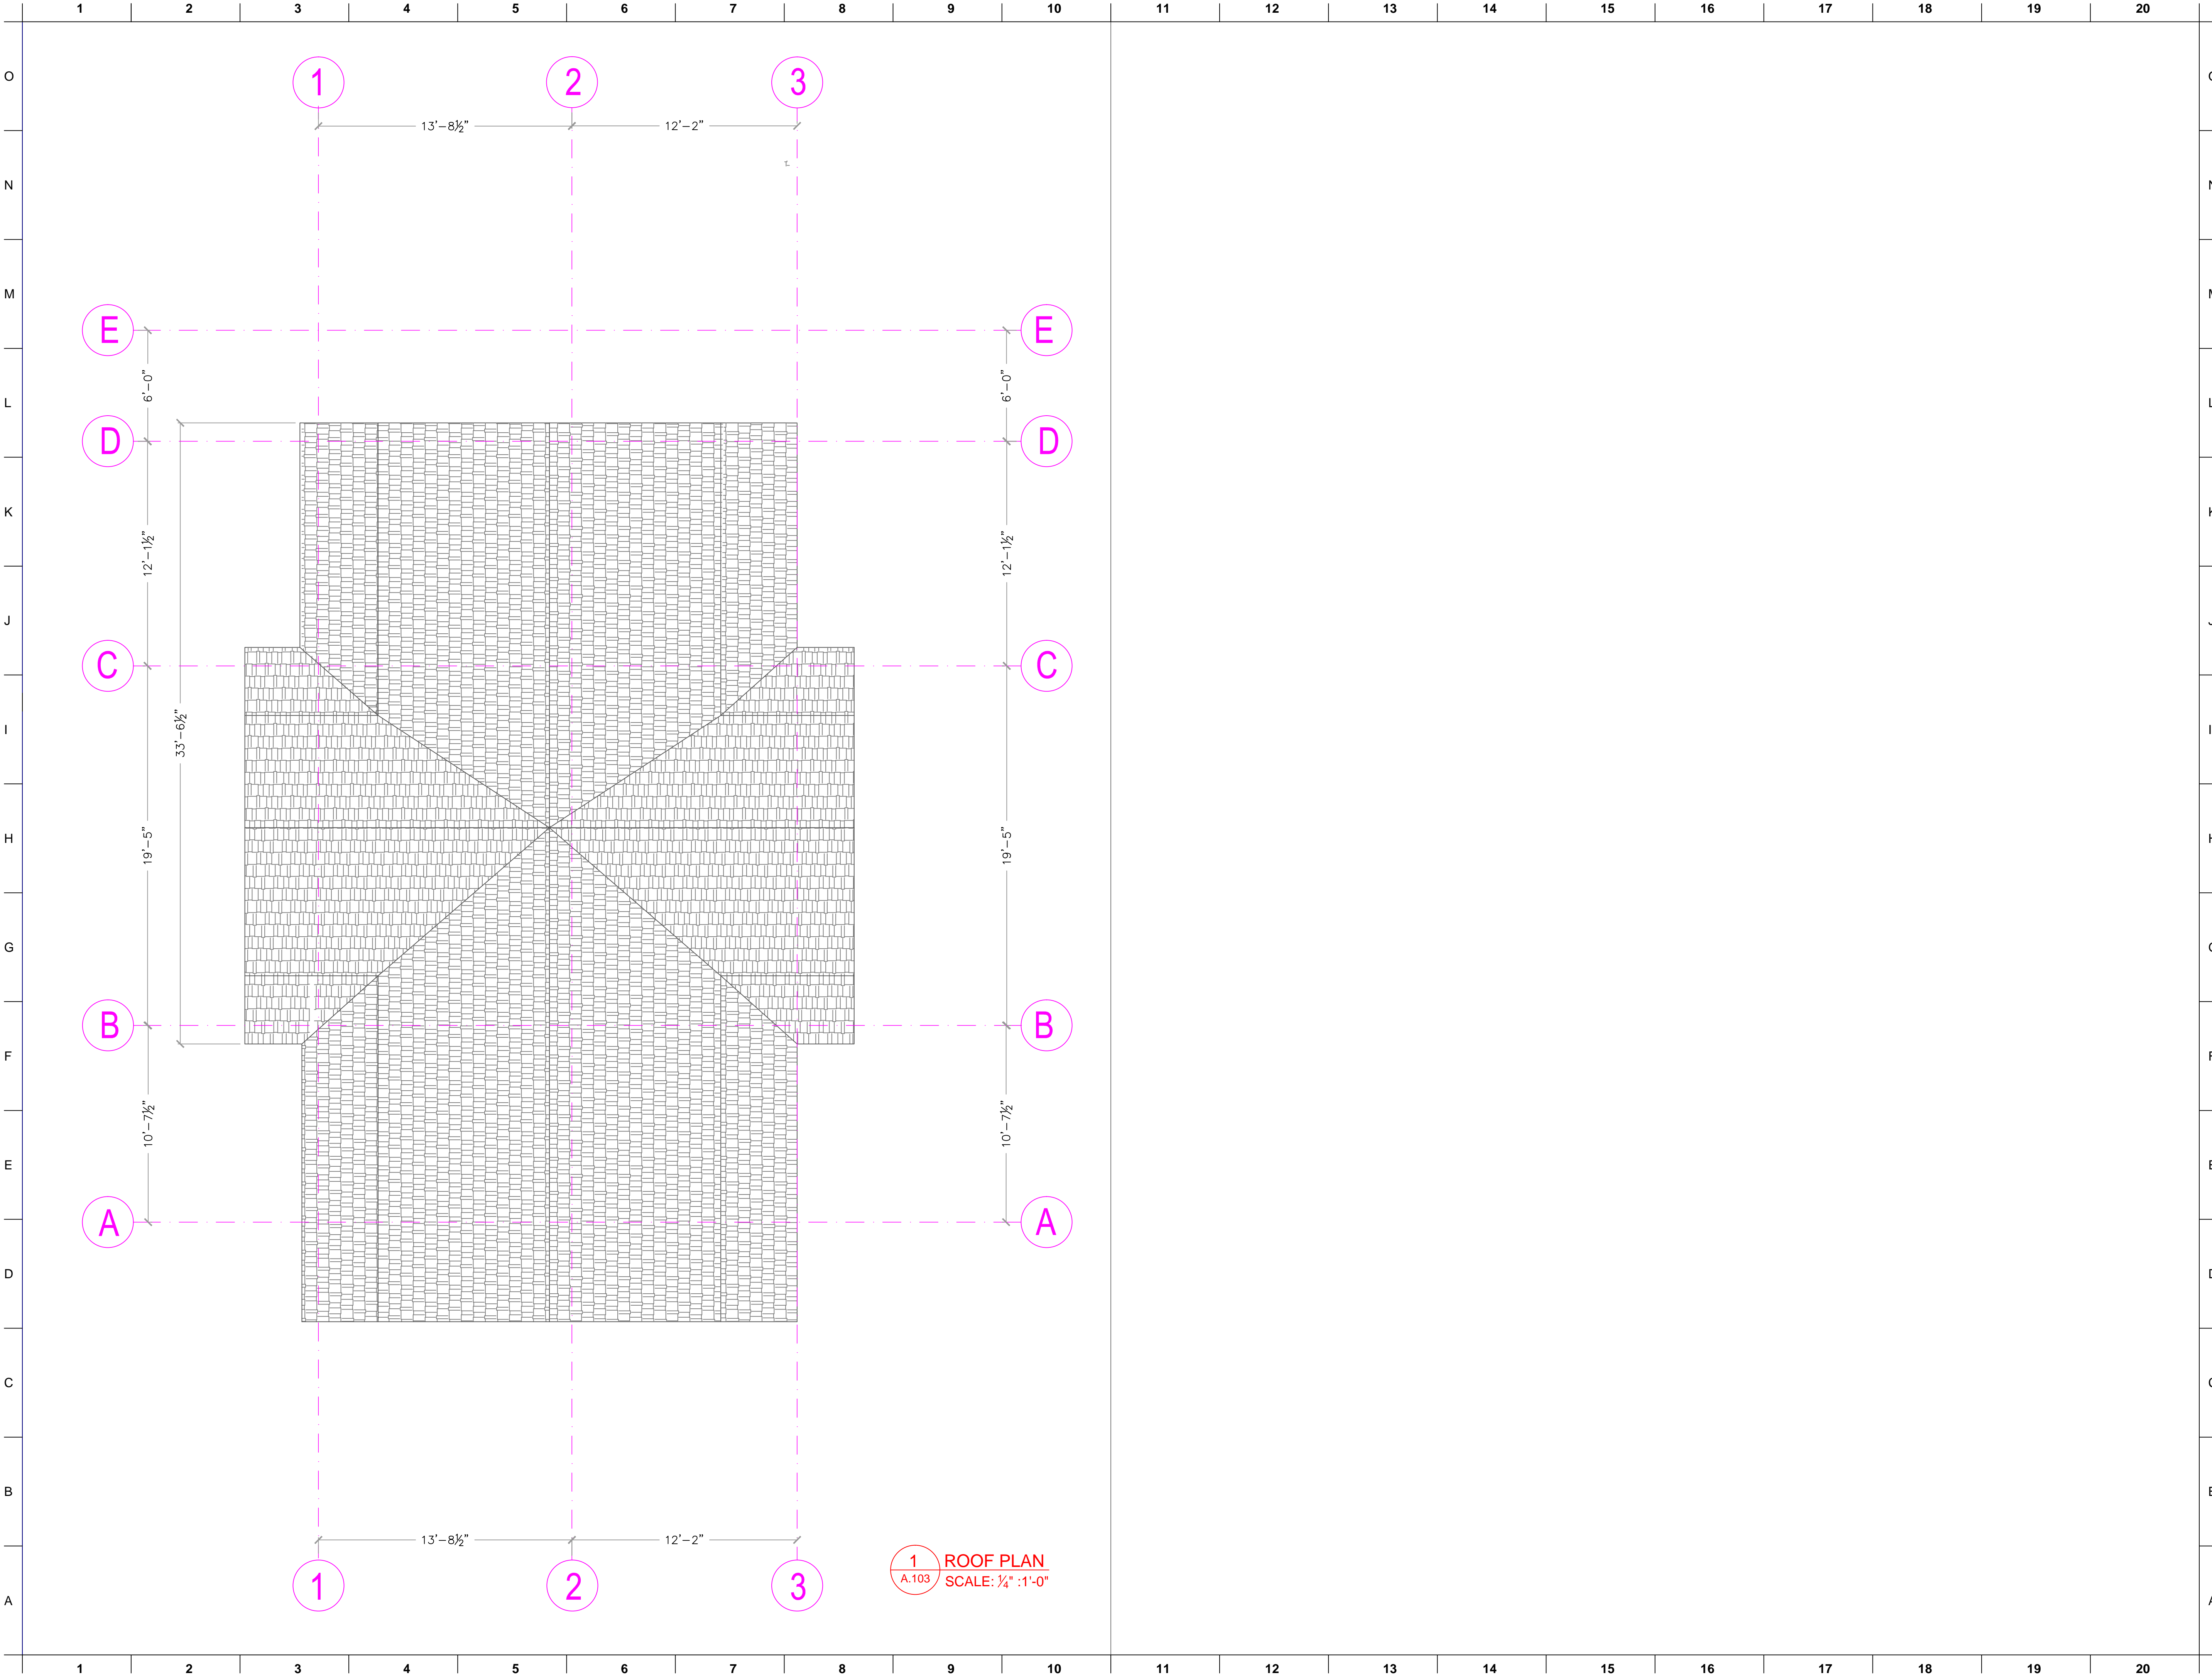 1 2 3 4 5 6 7 8 9 10 11 12 13 14 15 16 17 18 19 20
O
1 2 3
13'-8½" 12'-2"
N
M
E E
6'-0" 6'-0"
L
D D
K
12'-1½" 12'-1½"
J
C C
I
33'-6½"
19'-5" 19'-5"
H
G
B B
F
10'-7½" 10'-7½"
E
A A
D
C
B
13'-8½" 12'-2"
1 ROOF PLAN
A.103 SCALE: ¼" :1'-0"
1 2 3
A
1 2 3 4 5 6 7 8 9 10 11 12 13 14 15 16 17 18 19 20